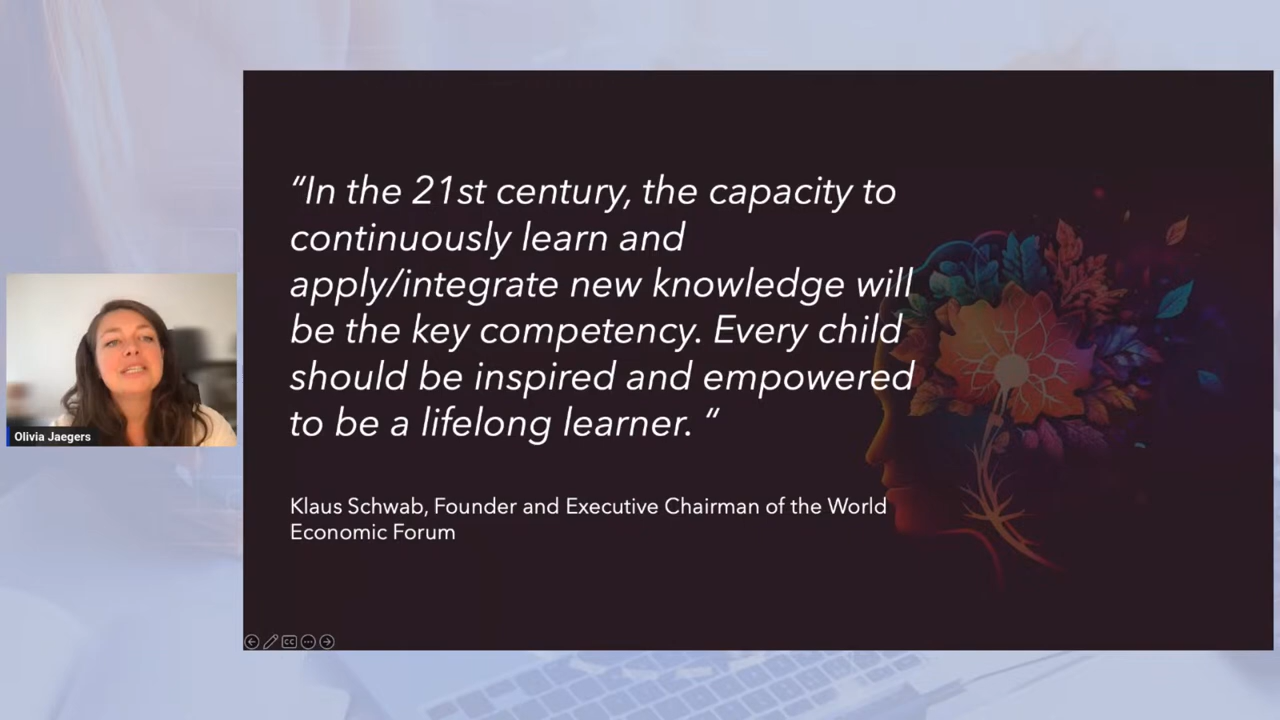 “In the 21st century, the capacity to
continuously learn and
apply/integrate new knowledge will
be the key competency. Every child
should be inspired and empowered
to be a lifelong learner. “
Klaus Schwab, Founder and Executive Chairman of the World
Economic Forum
Olivia Jaegers
CC